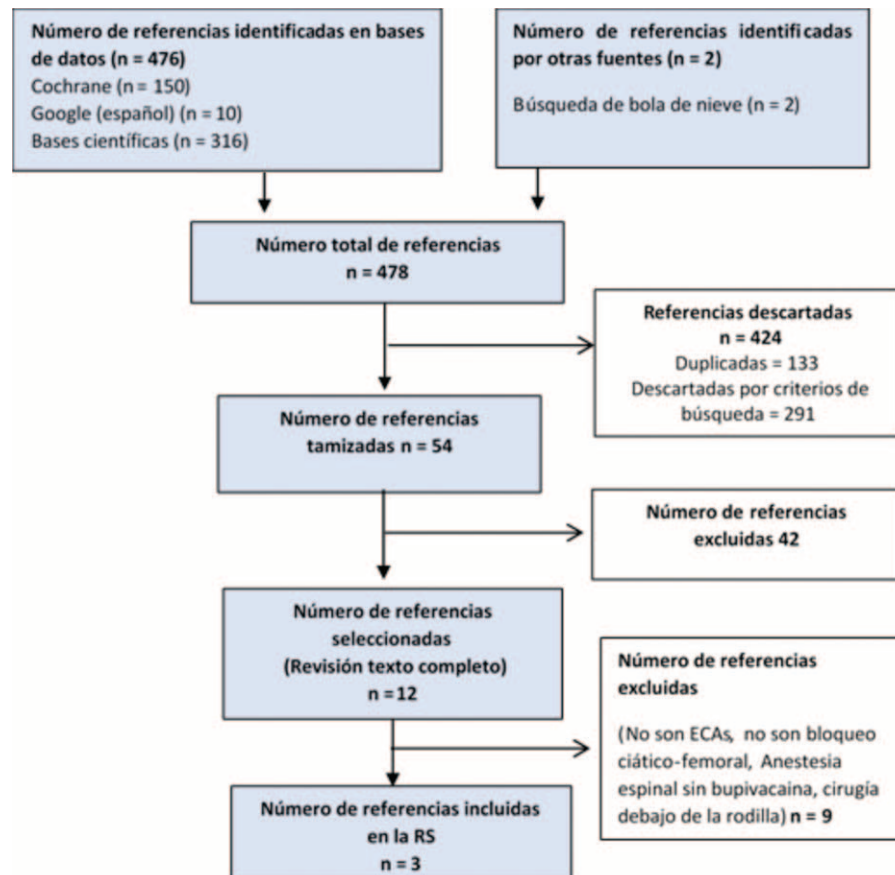 Número de referencias identificadas en bases
de datos (n = 476)
Cochrane (n = 150)
Google (español) (n = 10)
Bases científicas (n = 316)
Número de referencias identificadas
por otras fuentes (n = 2)
Búsqueda de bola de nieve (n = 2)
Número total de referencias
n = 478
Referencias descartadas
n = 424
Duplicadas = 133
Descartadas por criterios de
búsqueda = 291
Número de referencias
tamizadas n = 54
Número de referencias
excluidas 42
Número de referencias
seleccionadas
(Revisión texto completo)
n =12
Número de referencias
excluidas
(No son ECAs, no son bloqueo
ciático-femoral, Anestesia
espinal sin bupivacaina, cirugía
debajo de la rodilla) n = 9
Número de referencias incluidas
en la RS
n = 3